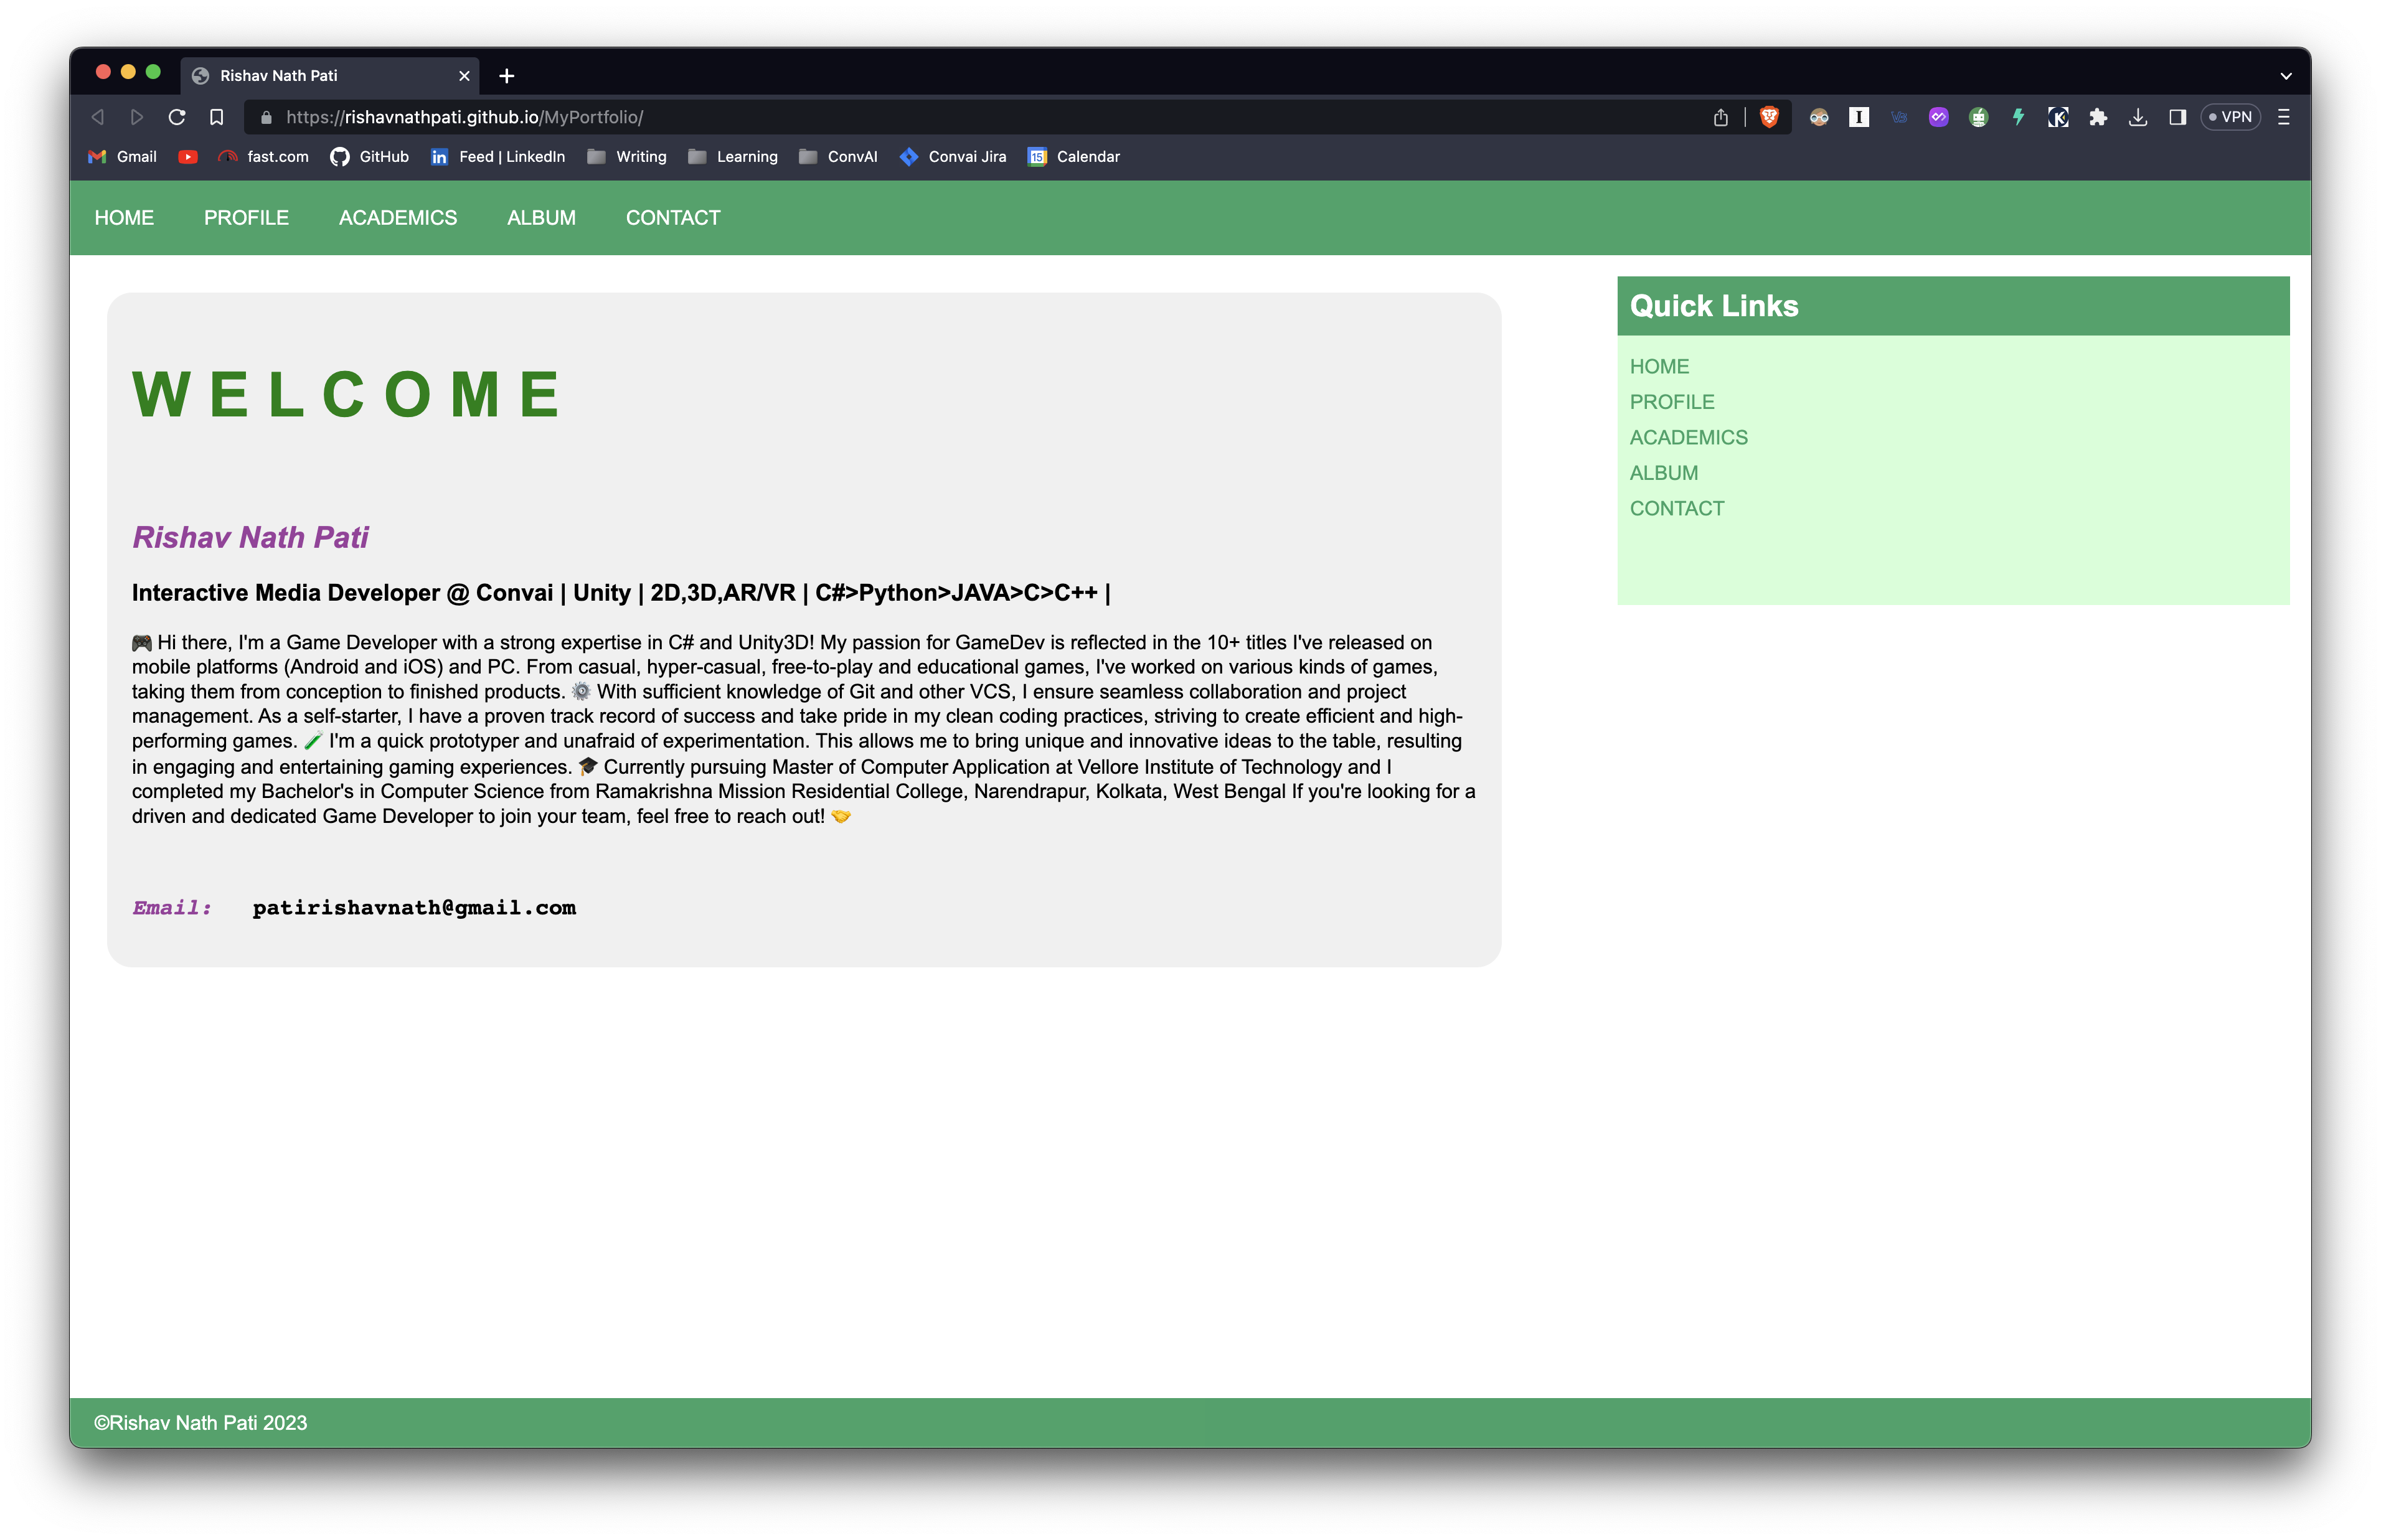 Rishav Nath Pati
https://rishavnathpati.github.io/MyPortfolio/
VPN
Gmail
fast.com
GitHub
Feed | LinkedIn
Writing
Learning
ConvAI
Convai Jira
15
Calendar
HOME PROFILE ACADEMICS ALBUM CONTACT
WELCOME
Rishav Nath Pati
Interactive Media Developer @ Convai | Unity | 2D,3D,AR/VR | C#>Python>JAVA>C>C++ |
🎮 Hi there, I'm a Game Developer with a strong expertise in C# and Unity3D! My passion for GameDev is reflected in the 10+ titles I've released on
mobile platforms (Android and iOS) and PC. From casual, hyper-casual, free-to-play and educational games, I've worked on various kinds of games,
taking them from conception to finished products. ⚙️ With sufficient knowledge of Git and other VCS, I ensure seamless collaboration and project
management. As a self-starter, I have a proven track record of success and take pride in my clean coding practices, striving to create efficient and high-
performing games. 🧪 I'm a quick prototyper and unafraid of experimentation. This allows me to bring unique and innovative ideas to the table, resulting
in engaging and entertaining gaming experiences. 🎓 Currently pursuing Master of Computer Application at Vellore Institute of Technology and I
completed my Bachelor's in Computer Science from Ramakrishna Mission Residential College, Narendrapur, Kolkata, West Bengal If you're looking for a
driven and dedicated Game Developer to join your team, feel free to reach out! 🤝
Email: patirishavnath@gmail.com
Quick Links
HOME
PROFILE
ACADEMICS
ALBUM
CONTACT
©Rishav Nath Pati 2023